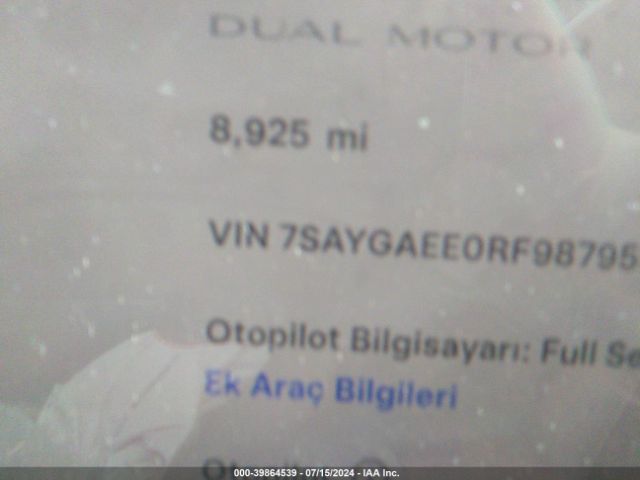 DUAL MOTOR
8,925 mi
VIN 7SAYGAEE0RF98795
Otopilot Bilgisayarı: Full Se
Ek Araç Bilgileri
000-39864539 - 07/15/2024 - IAA Inc.